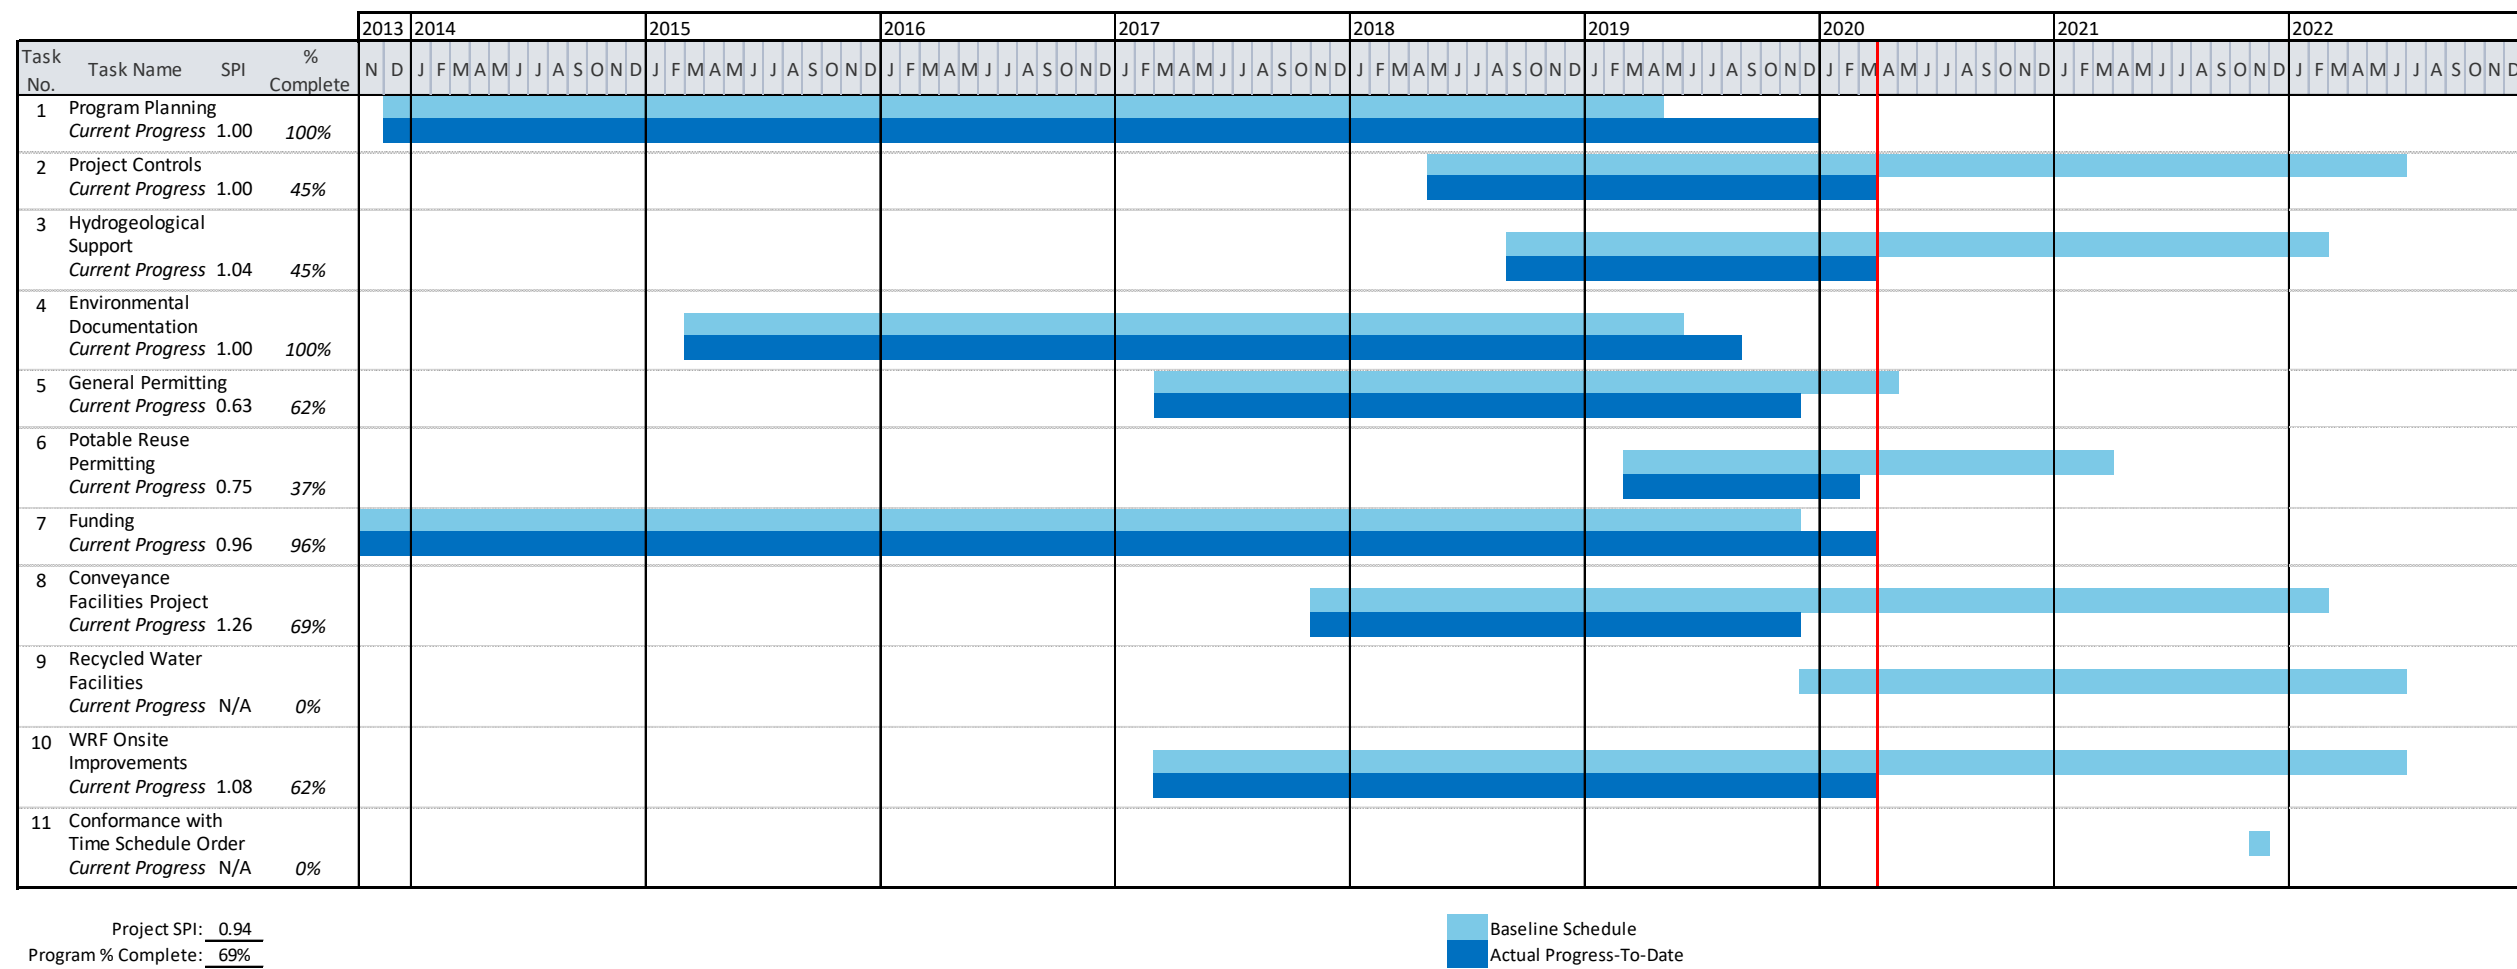 2013 2014 2015 2016 2017 2018 2019 2020 2021 2022
Task No. Task Name SPI % Complete N D J F M A M J J A S O N D J F M A M J J A S O N D J F M A M J J A S O N D J F M A M J J A S O N D J F M A M J J A S O N D J F M A M J J A S O N D J F M A M J J A S O N D J F M A M J J A S O N D J F M A M J J A S O N D
1 Program Planning
Current Progress 1.00 100%
2 Project Controls
Current Progress 1.00 45%
3 Hydrogeological
Support
Current Progress 1.04 45%
4 Environmental
Documentation
Current Progress 1.00 100%
5 General Permitting
Current Progress 0.63 62%
6 Potable Reuse
Permitting
Current Progress 0.75 37%
7 Funding
Current Progress 0.96 96%
8 Conveyance
Facilities Project
Current Progress 1.26 69%
9 Recycled Water
Facilities
Current Progress N/A 0%
10 WRF Onsite
Improvements
Current Progress 1.08 62%
11 Conformance with
Time Schedule Order
Current Progress N/A 0%
Project SPI: 0.94
Program % Complete: 69%
Baseline Schedule
Actual Progress-To-Date